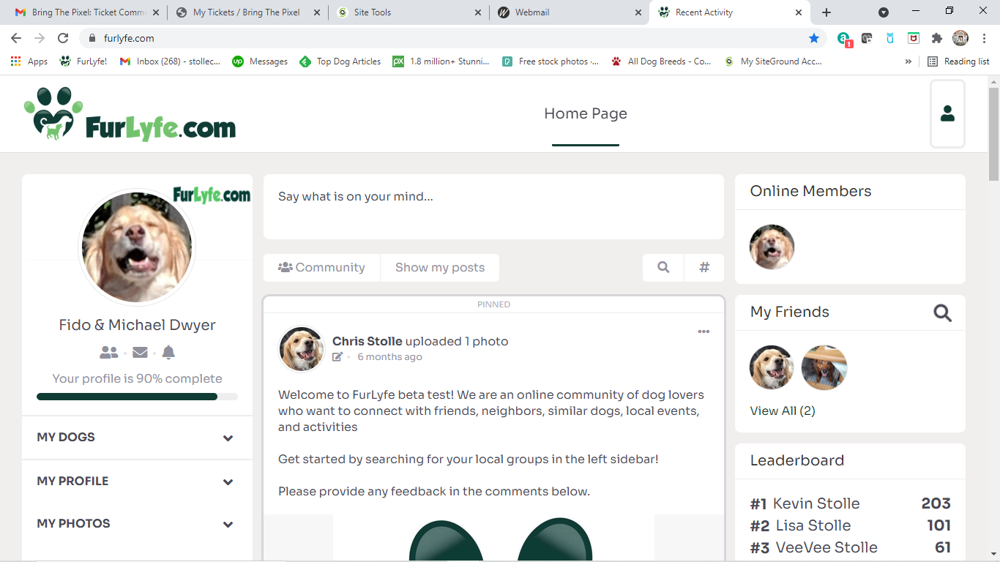 Bring The Pixel: Ticket Comm
My Tickets / Bring The Pixel
Site Tools
Webmail
Recent Activity
furlyfe.com
1
Apps
FurLyfe!
Inbox (268) - stollec...
Messages
Top Dog Articles
1.8 million+ Stunni...
Free stock photos ·...
All Dog Breeds - Co...
My SiteGround Acc...
»
Reading list
FurLyfe.com
Home Page
FurLyfe.com
Fido & Michael Dwyer
Your profile is 90% complete
MY DOGS
MY PROFILE
MY PHOTOS
Say what is on your mind...
Community
Show my posts
#
PINNED
Chris Stolle uploaded 1 photo
6 months ago
Welcome to FurLyfe beta test! We are an online community of dog lovers
who want to connect with friends, neighbors, similar dogs, local events,
and activities
Get started by searching for your local groups in the left sidebar!
Please provide any feedback in the comments below.
Online Members
My Friends
View All (2)
Leaderboard
#1 Kevin Stolle 203
#2 Lisa Stolle 101
#3 VeeVee Stolle 61